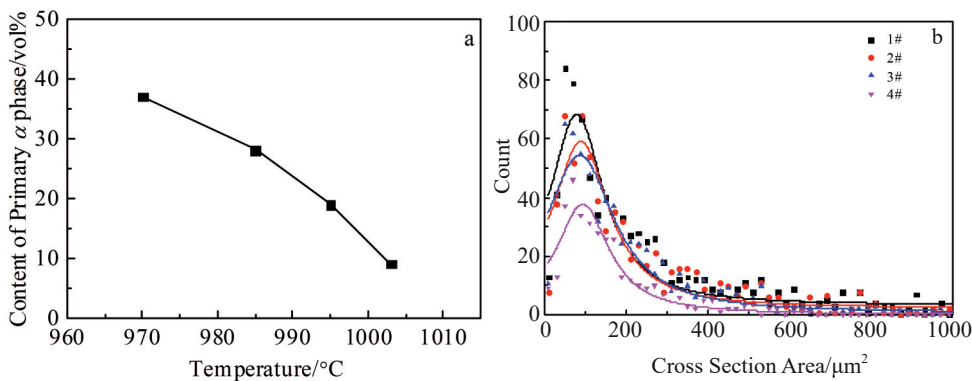 a
Content of Primary α phase/vol%
50
40
30
20
10
0
960 970 980 990 1000 1010
Temperature/°C
b
1#
2#
3#
4#
Count
100
80
60
40
20
0
0 200 400 600 800 1000
Cross Section Area/μm²